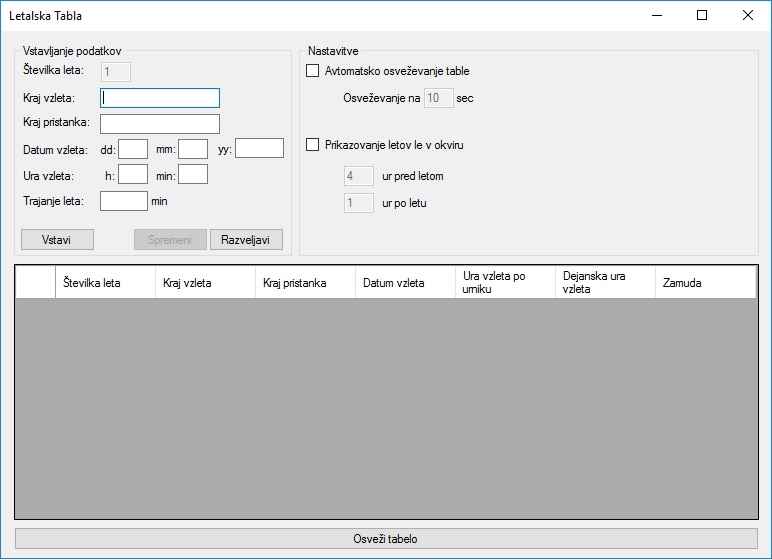 Letalska Tabla
Vstavljanje podatkov
Številka leta: 1
Kraj vzleta:
Kraj pristanka:
Datum vzleta: dd: mm: yy:
Ura vzleta: h: min:
Trajanje leta: min
Vstavi Spremeni Razveljavi
Nastavitve
Avtomatsko osveževanje table
Osveževanje na 10 sec
Prikazovanje letov le v okviru
4 ur pred letom
1 ur po letu
Številka leta Kraj vzleta Kraj pristanka Datum vzleta Ura vzleta po urniku Dejanska ura vzleta Zamuda
Osveži tabelo